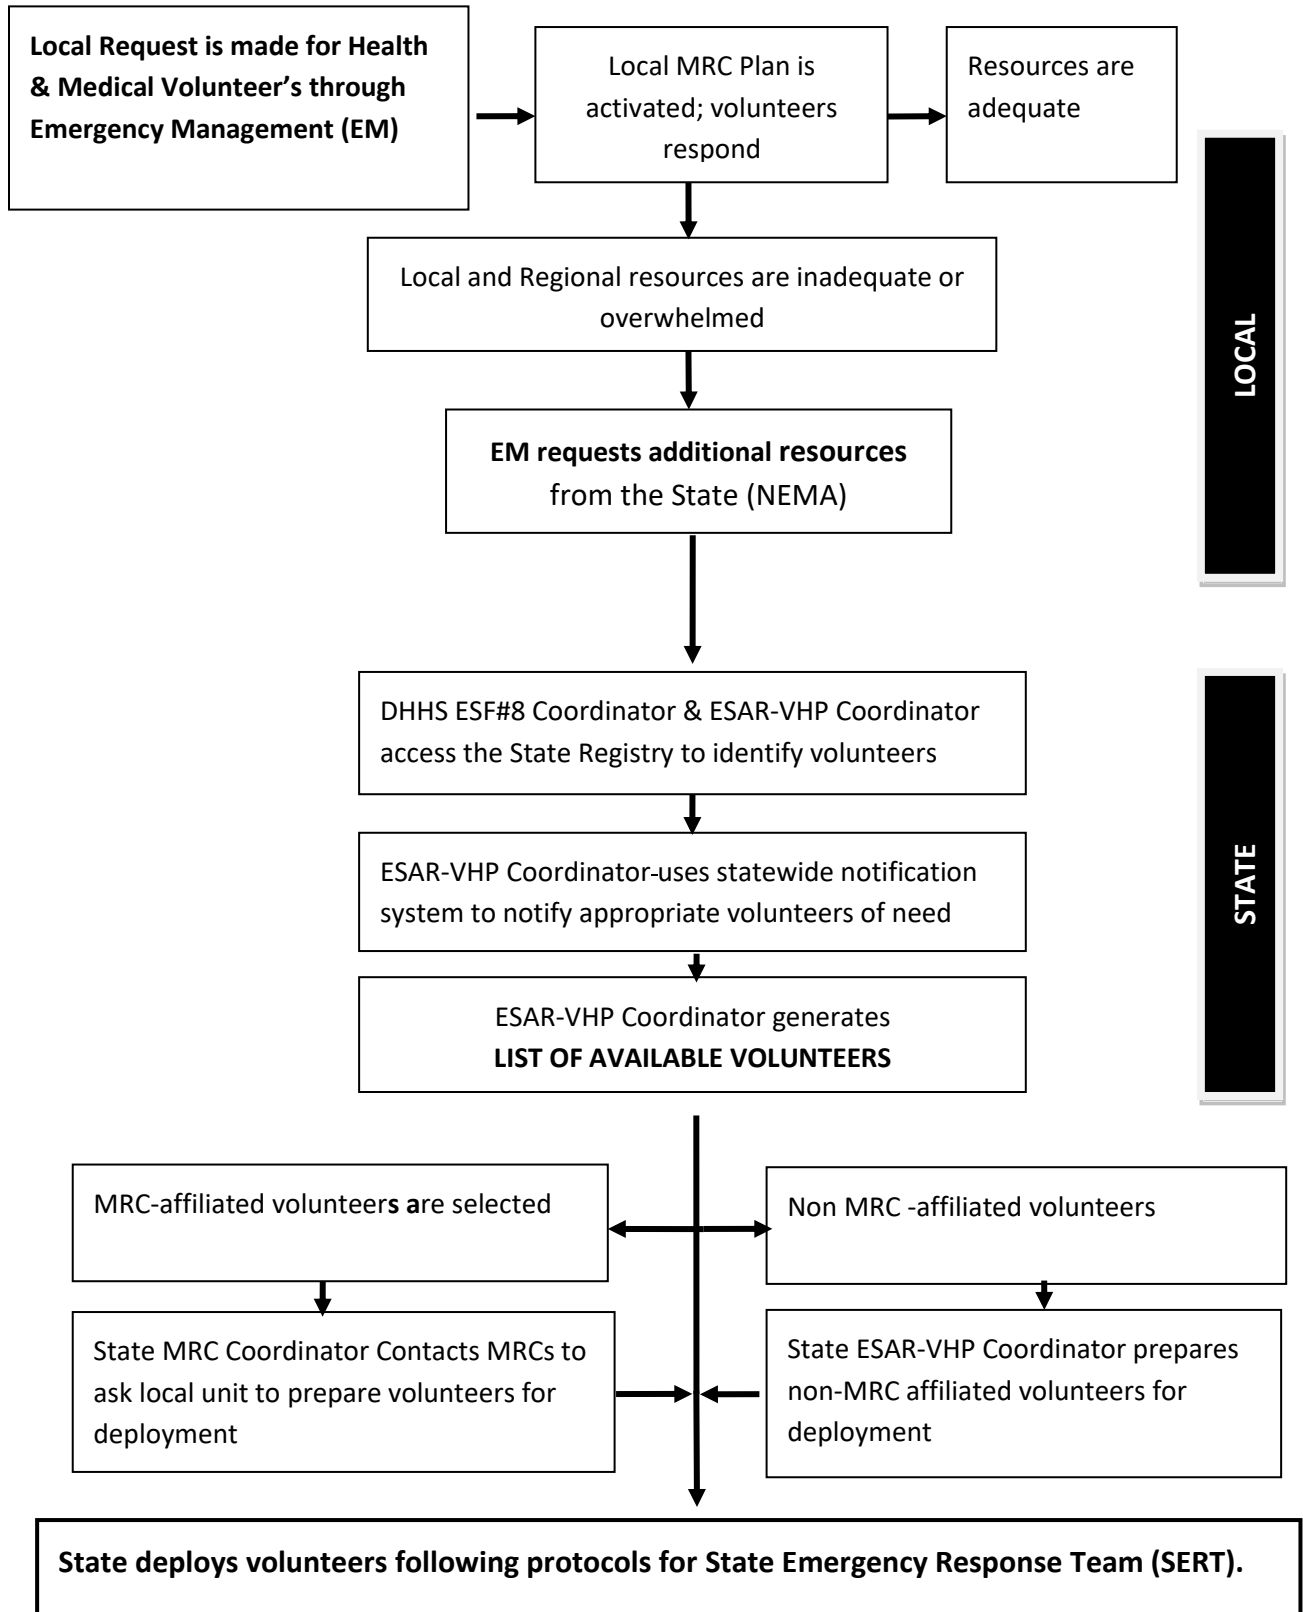 Local Request is made for Health
& Medical Volunteer's through
Emergency Management (EM)
Local MRC Plan is
activated; volunteers
respond
Resources are
adequate
Local and Regional resources are inadequate or
overwhelmed
EM requests additional resources
from the State (NEMA)
LOCAL
DHHS ESF#8 Coordinator & ESAR-VHP Coordinator
access the State Registry to identify volunteers
ESAR-VHP Coordinator-uses statewide notification
system to notify appropriate volunteers of need
ESAR-VHP Coordinator generates
LIST OF AVAILABLE VOLUNTEERS
STATE
MRC-affiliated volunteers are selected
Non MRC -affiliated volunteers
State MRC Coordinator Contacts MRCs to
ask local unit to prepare volunteers for
deployment
State ESAR-VHP Coordinator prepares
non-MRC affiliated volunteers for
deployment
State deploys volunteers following protocols for State Emergency Response Team (SERT).